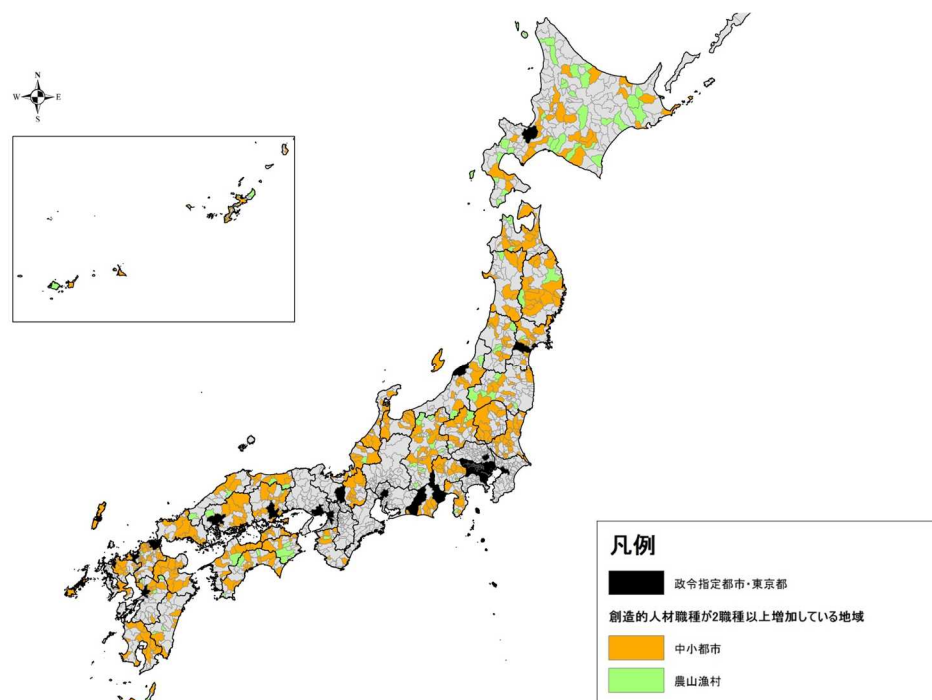 N
W E
S
凡例
政令指定都市・東京都
創造的人材職種が2職種以上増加している地域
中小都市
農山漁村